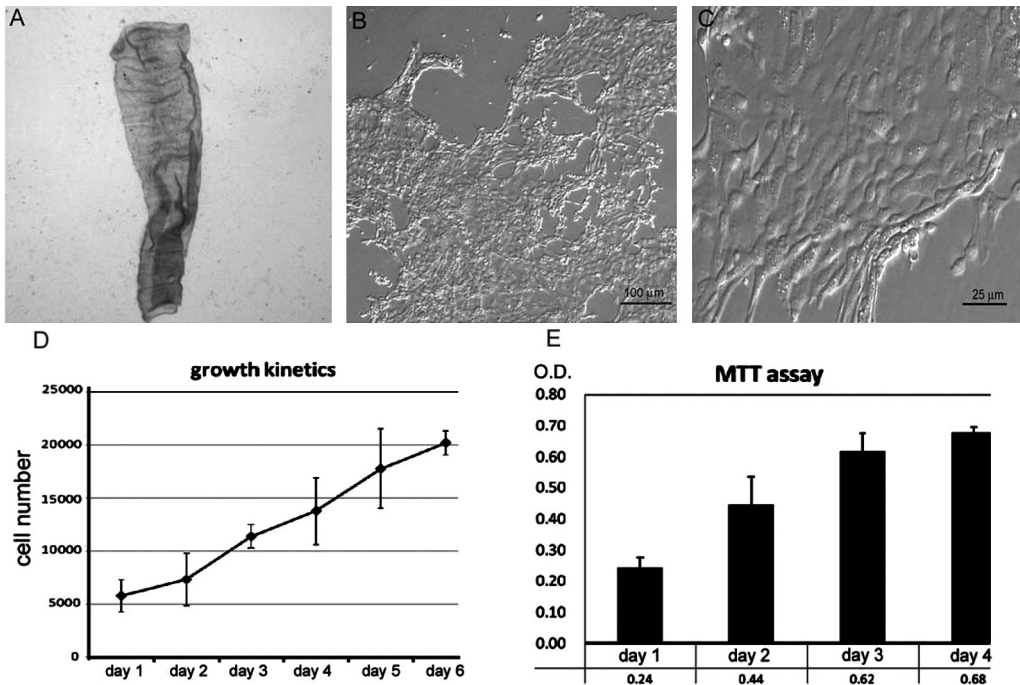 A
B
C
100 µm
25 µm
D
growth kinetics
25000
20000
15000
10000
5000
0
cell number
day 1 day 2 day 3 day 4 day 5 day 6
E
O.D.
MTT assay
0.80
0.70
0.60
0.50
0.40
0.30
0.20
0.10
0.00
day 1 day 2 day 3 day 4
0.24 0.44 0.62 0.68